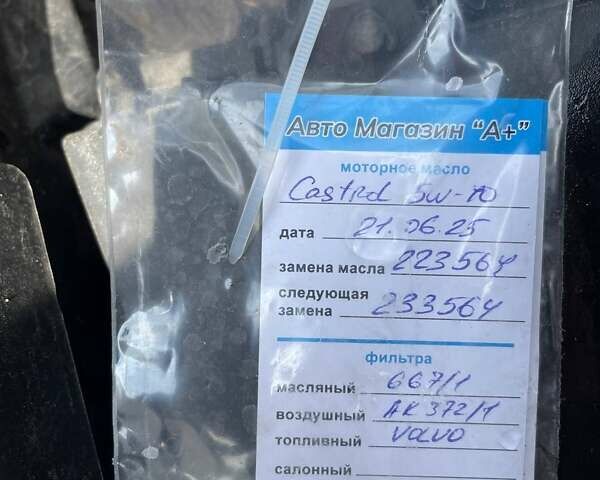 Авто Магазин "А+"
моторное масло
Castrol 5w-40
дата 21.06.25
замена масла 223564
следующая
замена 233564
фильтра
масляный 667/1
воздушный AK 372/1
топливный VOLVO
салонный